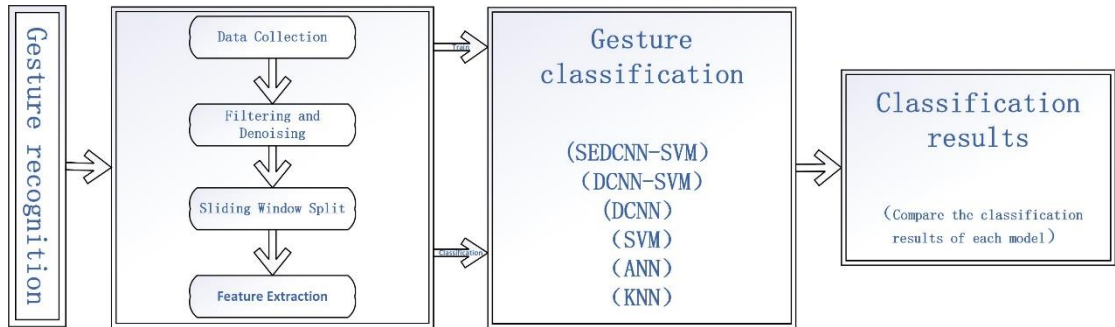 Gesture recognition
Data Collection
Filtering and
Denoising
Sliding Window Split
Feature Extraction
Train
Classification
Gesture
classification
(SEDCNN-SVM)
(DCNN-SVM)
(DCNN)
(SVM)
(ANN)
(KNN)
Classification
results
(Compare the classification
results of each model)